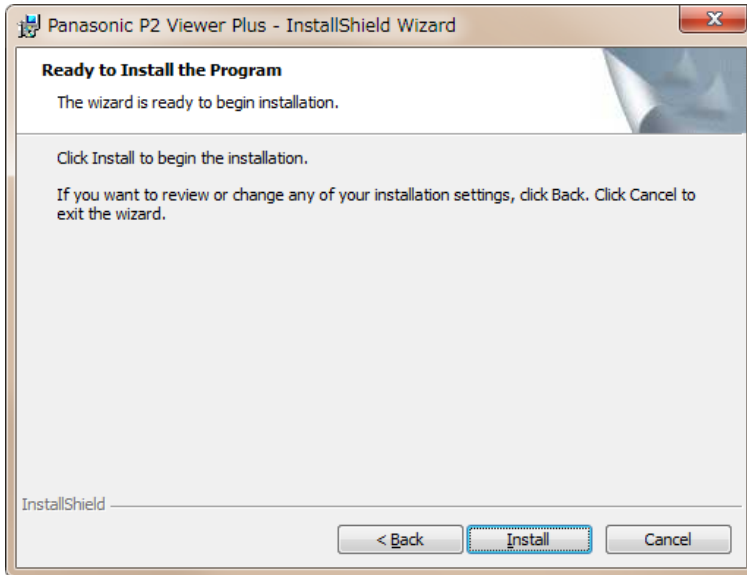 Panasonic P2 Viewer Plus - InstallShield Wizard
Ready to Install the Program
The wizard is ready to begin installation.
Click Install to begin the installation.
If you want to review or change any of your installation settings, click Back. Click Cancel to
exit the wizard.
InstallShield
< Back
Install
Cancel